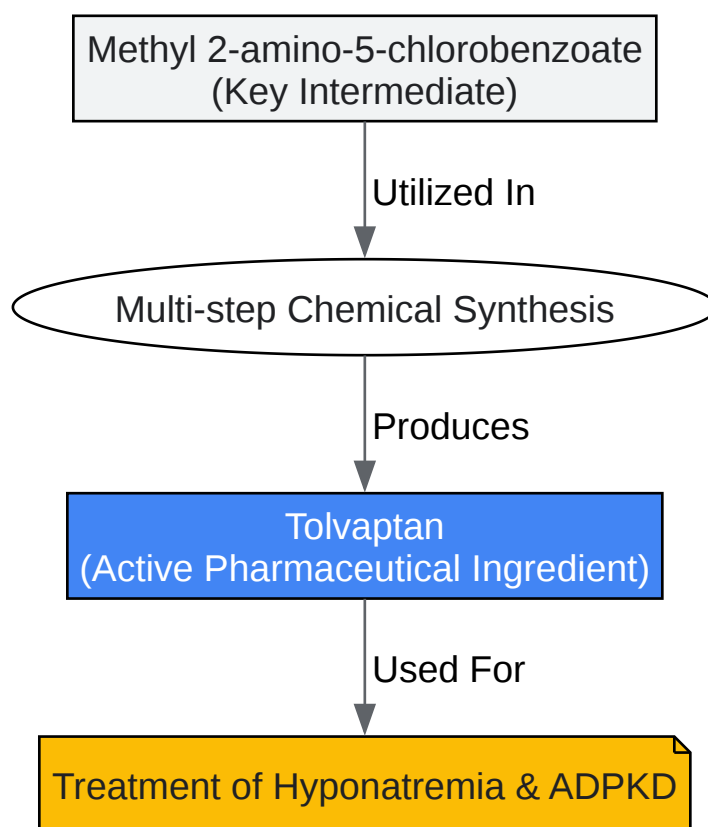 Methyl 2-amino-5-chlorobenzoate
(Key Intermediate)
Utilized In
Multi-step Chemical Synthesis
Produces
Tolvaptan
(Active Pharmaceutical Ingredient)
Used For
Treatment of Hyponatremia & ADPKD